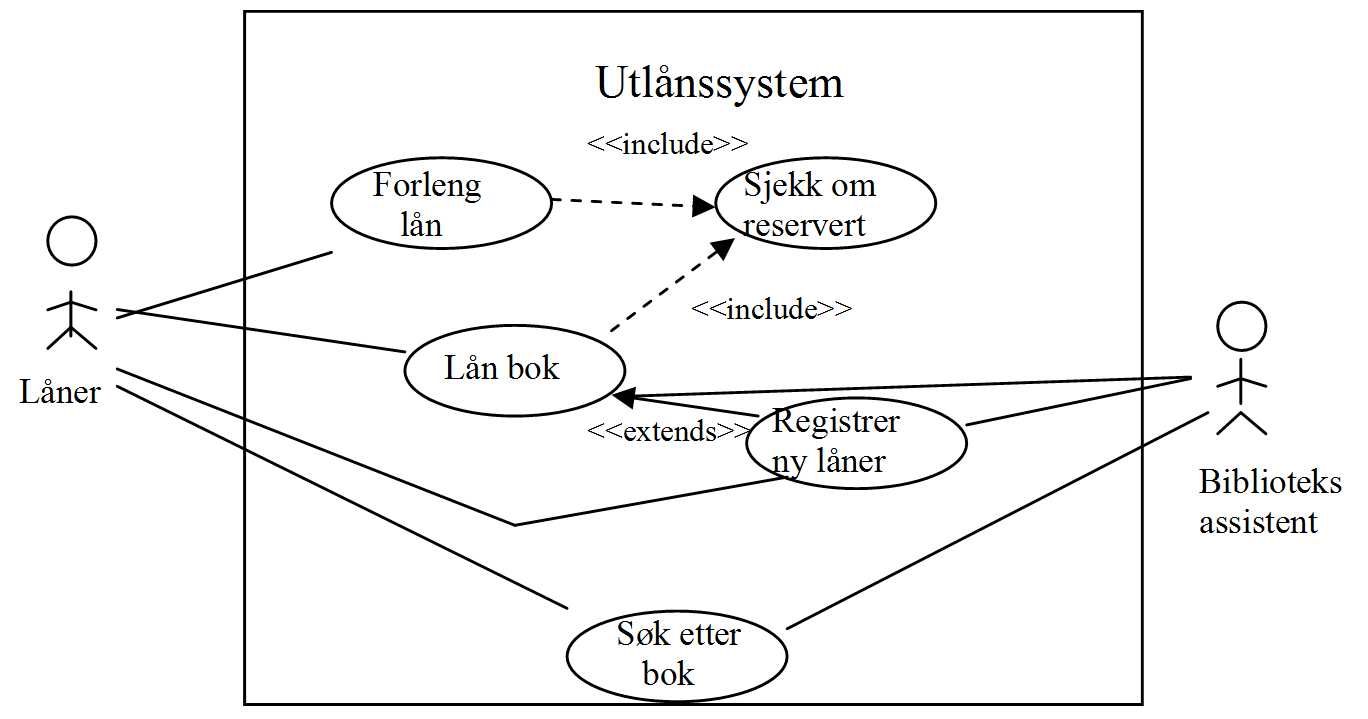 Utlånssystem
<<include>>
Forleng
lån
Sjekk om
reservert
<<include>>
Lån bok
Låner
<<extends>>
Registrer
ny låner
Biblioteks
assistent
Søk etter
bok